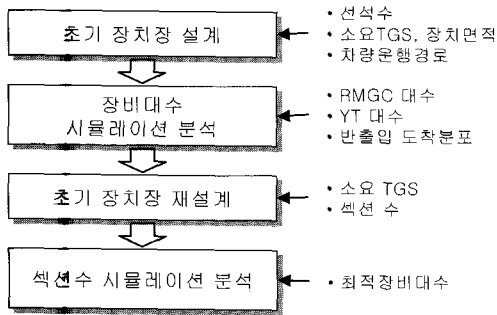 초기 장치장 설계
• 선석수
• 소요TGS, 장치면적
• 차량운행경로
장비대수
시뮬레이션 분석
• RMGC 대수
• YT 대수
• 반출입 도착분포
초기 장치장 재설계
• 소요 TGS
• 섹션 수
섹션수 시뮬레이션 분석
• 최적장비대수